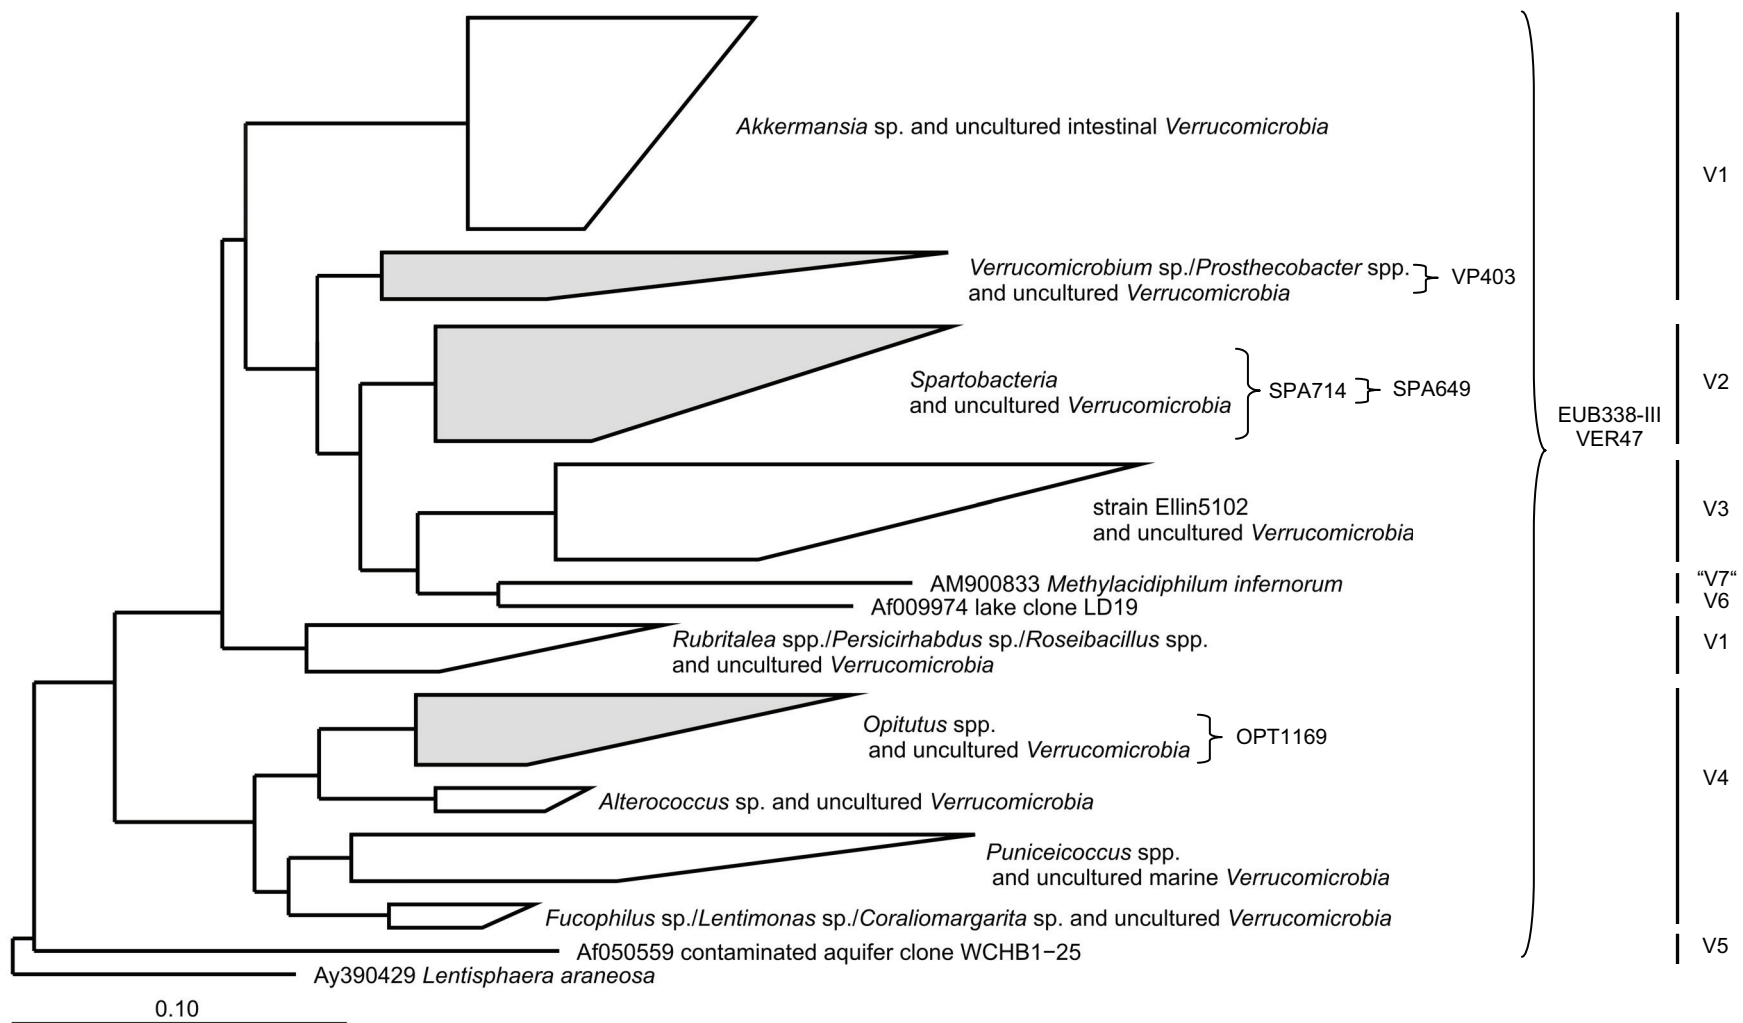 Akkermansia sp. and uncultured intestinal Verrucomicrobia
V1
Verrucomicrobium sp./Prosthecobacter spp.
and uncultured Verrucomicrobia
VP403
Spartobacteria
and uncultured Verrucomicrobia
SPA714
SPA649
V2
EUB338-III
VER47
strain Ellin5102
and uncultured Verrucomicrobia
V3
AM900833 Methylacidiphilum infernorum
“V7“
Af009974 lake clone LD19
V6
Rubritalea spp./Persicirhabdus sp./Roseibacillus spp.
and uncultured Verrucomicrobia
V1
Opitutus spp.
and uncultured Verrucomicrobia
OPT1169
V4
Alterococcus sp. and uncultured Verrucomicrobia
Puniceicoccus spp.
and uncultured marine Verrucomicrobia
Fucophilus sp./Lentimonas sp./Coraliomargarita sp. and uncultured Verrucomicrobia
Af050559 contaminated aquifer clone WCHB1−25
V5
Ay390429 Lentisphaera araneosa
0.10